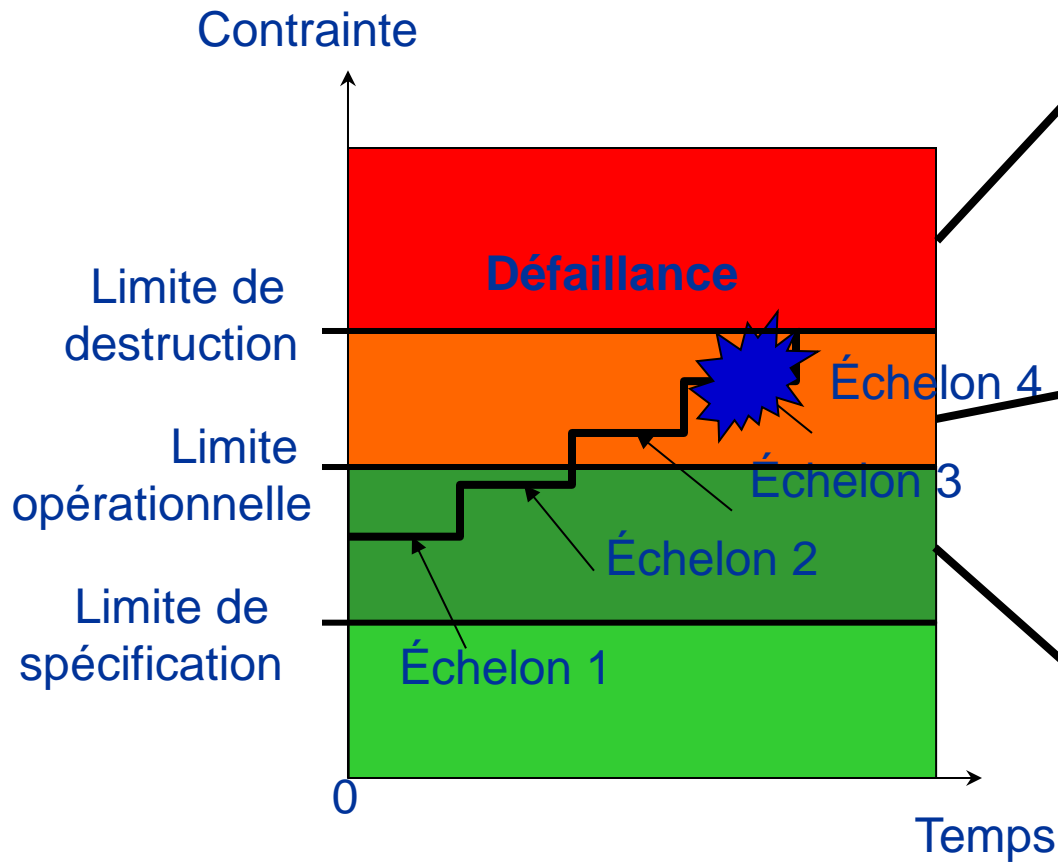 Contrainte
Défaillance
Limite de
destruction
Échelon 4
Limite
opérationnelle
Échelon 3
Échelon 2
Limite de
spécification
Échelon 1
0
Temps